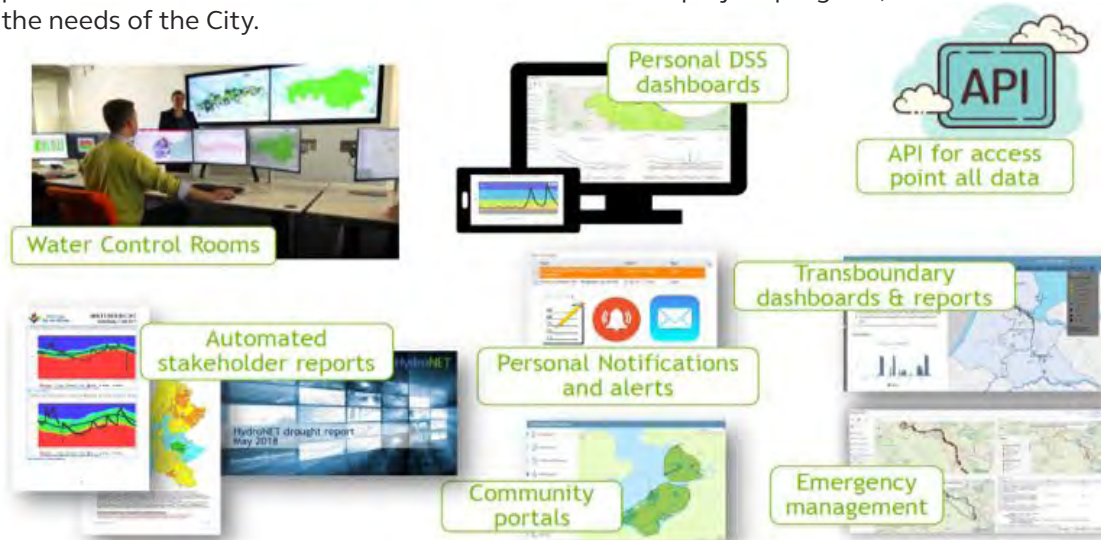 the needs of the City.
Personal DSS
dashboards
API
API for access
point all data
Water Control Rooms
Transboundary
dashboards & reports
Automated
stakeholder reports
HydroNET
Personal Notifications
and alerts
HydroNET drought report
May 2018
Community
portals
Emergency
management